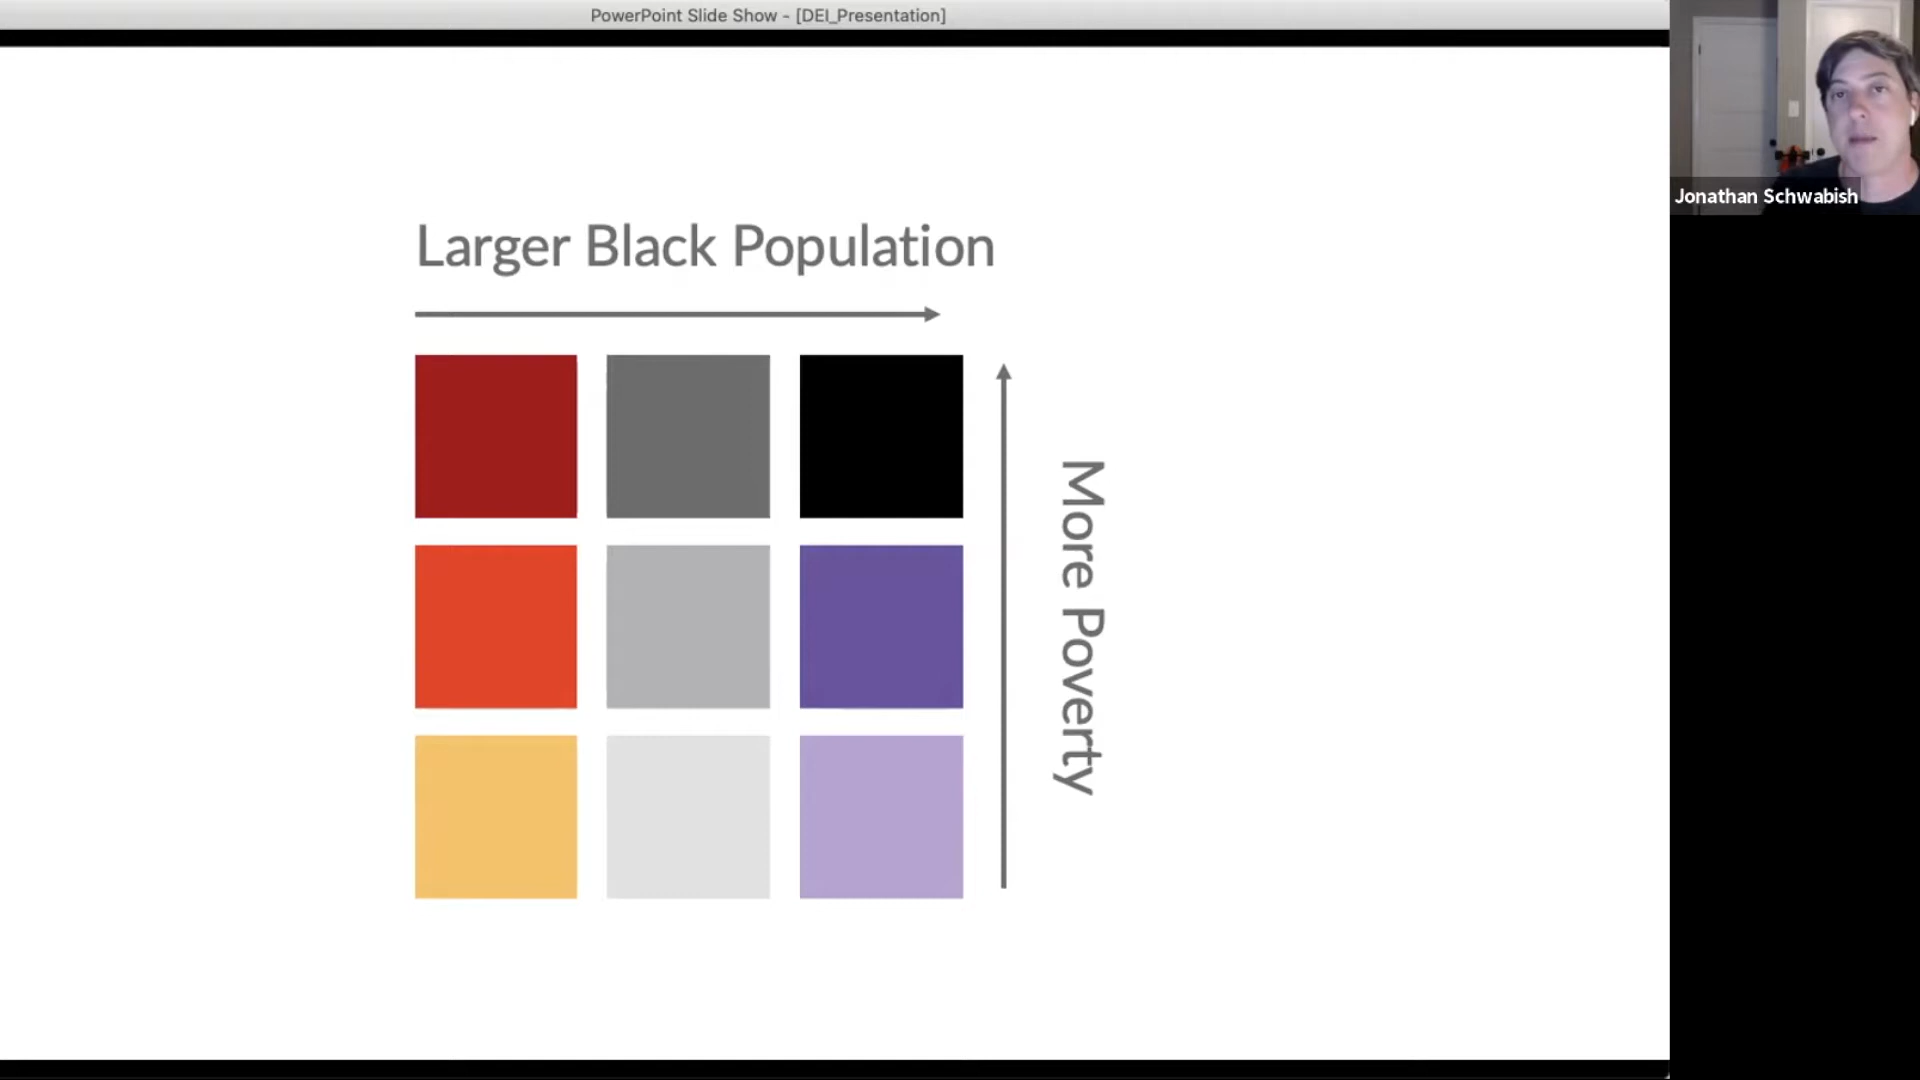 PowerPoint Slide Show - [DEI_Presentation]
Jonathan Schwabish
Larger Black Population
More Poverty